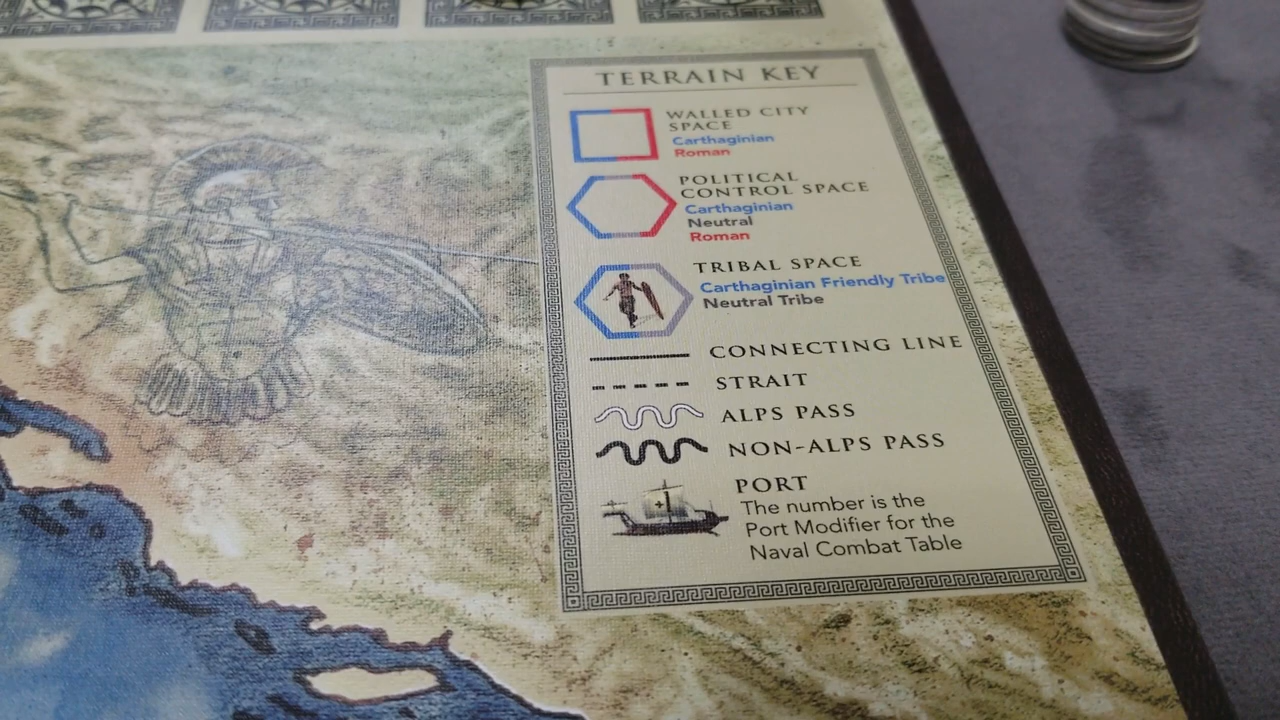 TERRAIN KEY
WALLED CITY
SPACE
Carthaginian
Roman
POLITICAL
CONTROL SPACE
Carthaginian
Neutral
Roman
TRIBAL SPACE
Carthaginian Friendly Tribe
Neutral Tribe
CONNECTING LINE
STRAIT
ALPS PASS
NON-ALPS PASS
PORT
The number is the
Port Modifier for the
Naval Combat Table